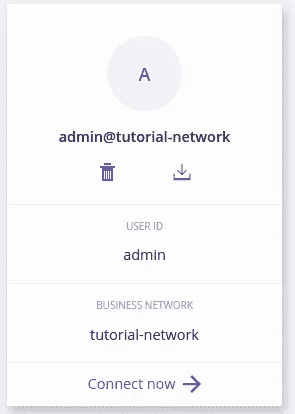 A
admin@tutorial-network
USER ID
admin
BUSINESS NETWORK
tutorial-network
Connect now